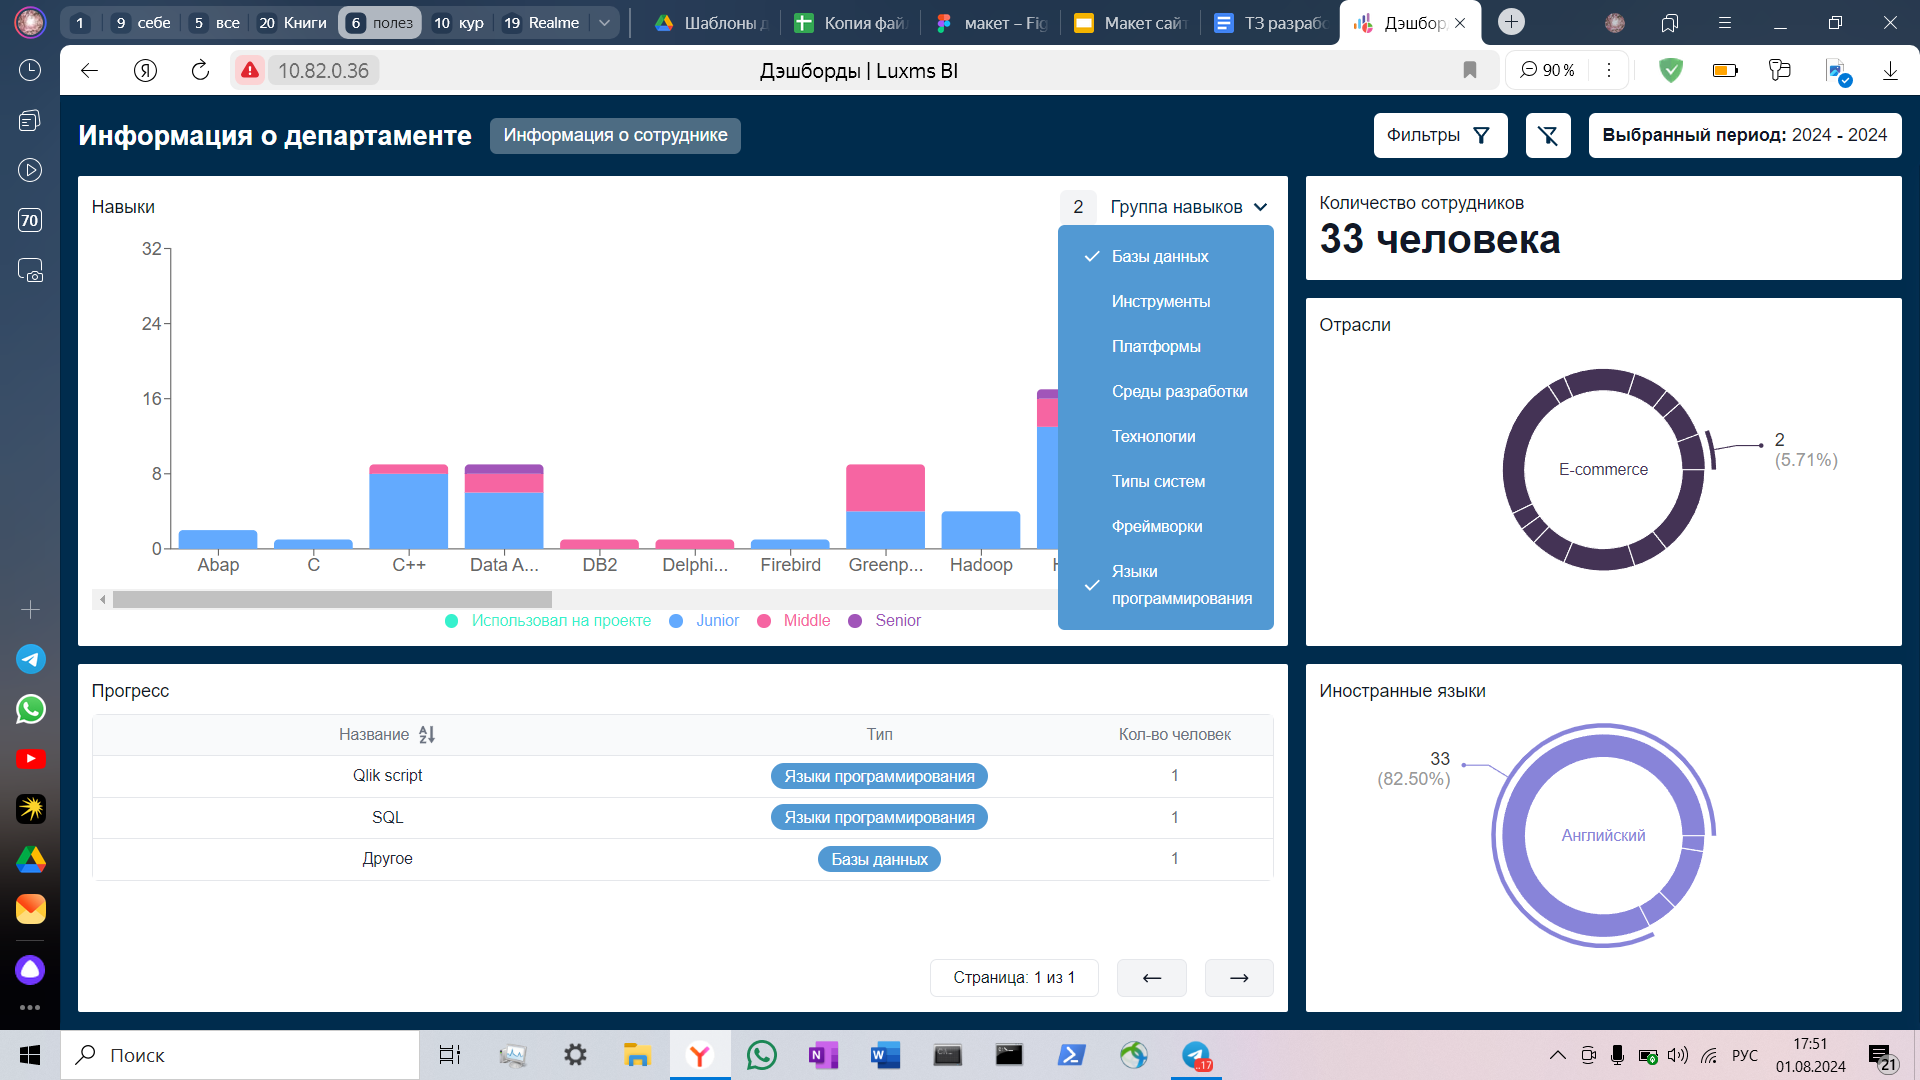 1
9 себе
5 все
20 Книги
6 полез
10 кур
19 Realme
Шаблоны д
Копия фай
макет – Fig
Макет сай
ТЗ разрабо
Дэшборд
10.82.0.36
Дэшборды | Luxms BI
90 %
70
Информация о департаменте
Информация о сотруднике
Фильтры
Выбранный период: 2024 - 2024
Навыки
2 Группа навыков
Базы данных
Инструменты
Платформы
Среды разработки
Технологии
Типы систем
Фреймворки
Языки
программирования
32
24
16
8
0
Abap
C
C++
Data A...
DB2
Delphi...
Firebird
Greenp...
Hadoop
Использовал на проекте
Junior
Middle
Senior
Количество сотрудников
33 человека
Отрасли
E-commerce
2
(5.71%)
Прогресс
Название
Тип
Кол-во человек
Qlik script
Языки программирования
1
SQL
Языки программирования
1
Другое
Базы данных
1
Страница: 1 из 1
Иностранные языки
33
(82.50%)
Английский
Поиск
..17
РУС
17:51
01.08.2024
21